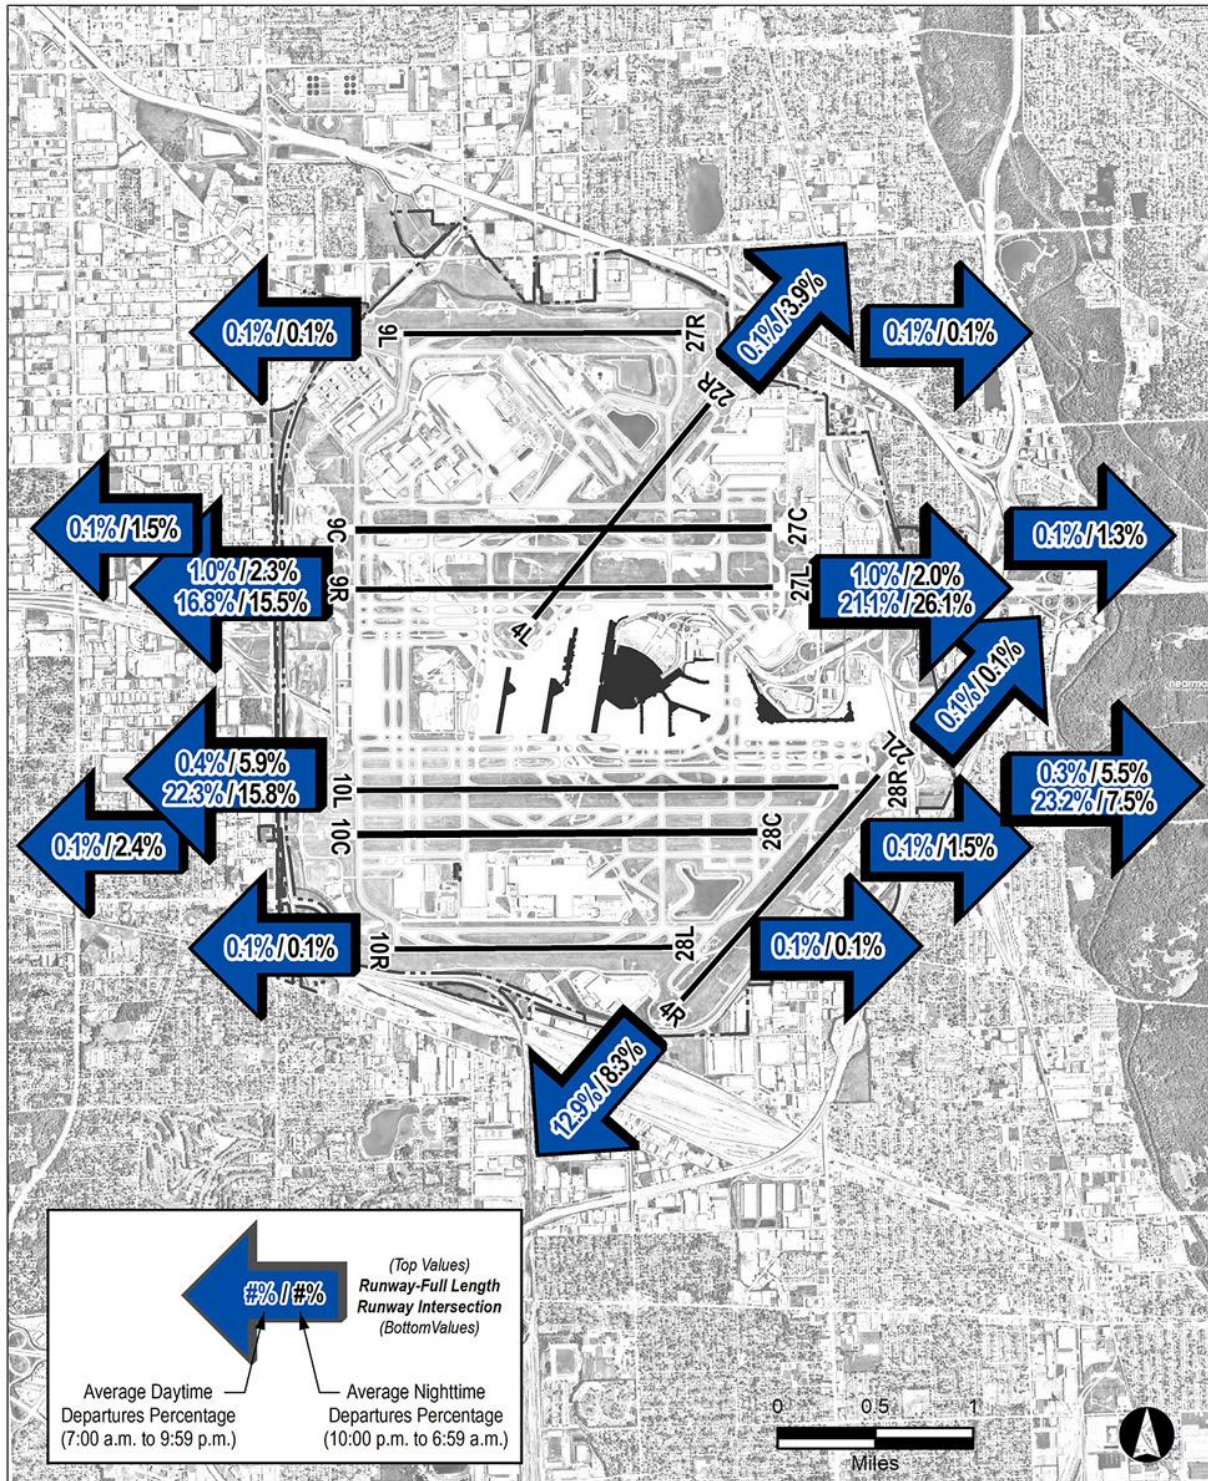 0.1% / 3.9%
0.1% / 0.1%
9L
27R
0.1% / 0.1%
22R
0.1% / 1.5%
9C
27C
0.1% / 1.3%
1.0% / 2.3%
16.8% / 15.5%
9R
27L
1.0% / 2.0%
21.1% / 26.1%
4L
0.1% / 0.1%
nearmap
0.4% / 5.9%
22.3% / 15.8%
10L
22L
28R
0.3% / 5.5%
23.2% / 7.5%
0.1% / 2.4%
10C
28C
0.1% / 1.5%
0.1% / 0.1%
10R
28L
0.1% / 0.1%
4R
12.9% / 8.3%
#% / #%
(Top Values)
Runway-Full Length
Runway Intersection
(BottomValues)
Average Daytime
Departures Percentage
(7:00 a.m. to 9:59 p.m.)
Average Nighttime
Departures Percentage
(10:00 p.m. to 6:59 a.m.)
0 0.5 1
Miles